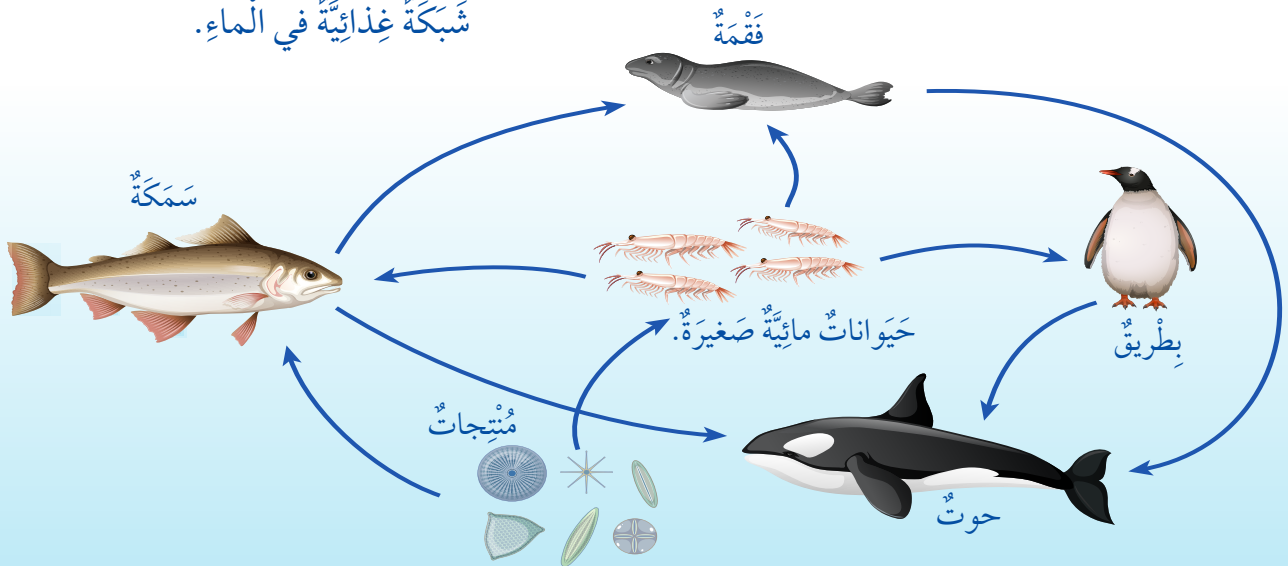 شَبَكَةٌ غِذائِيَّةٌ في الْماءِ.
فَقْمَةٌ
سَمَكَةٌ
حَيَواناتٌ مائِيَّةٌ صَغيرَةٌ.
بِطْريقٌ
مُنْتِجاتٌ
حوتٌ